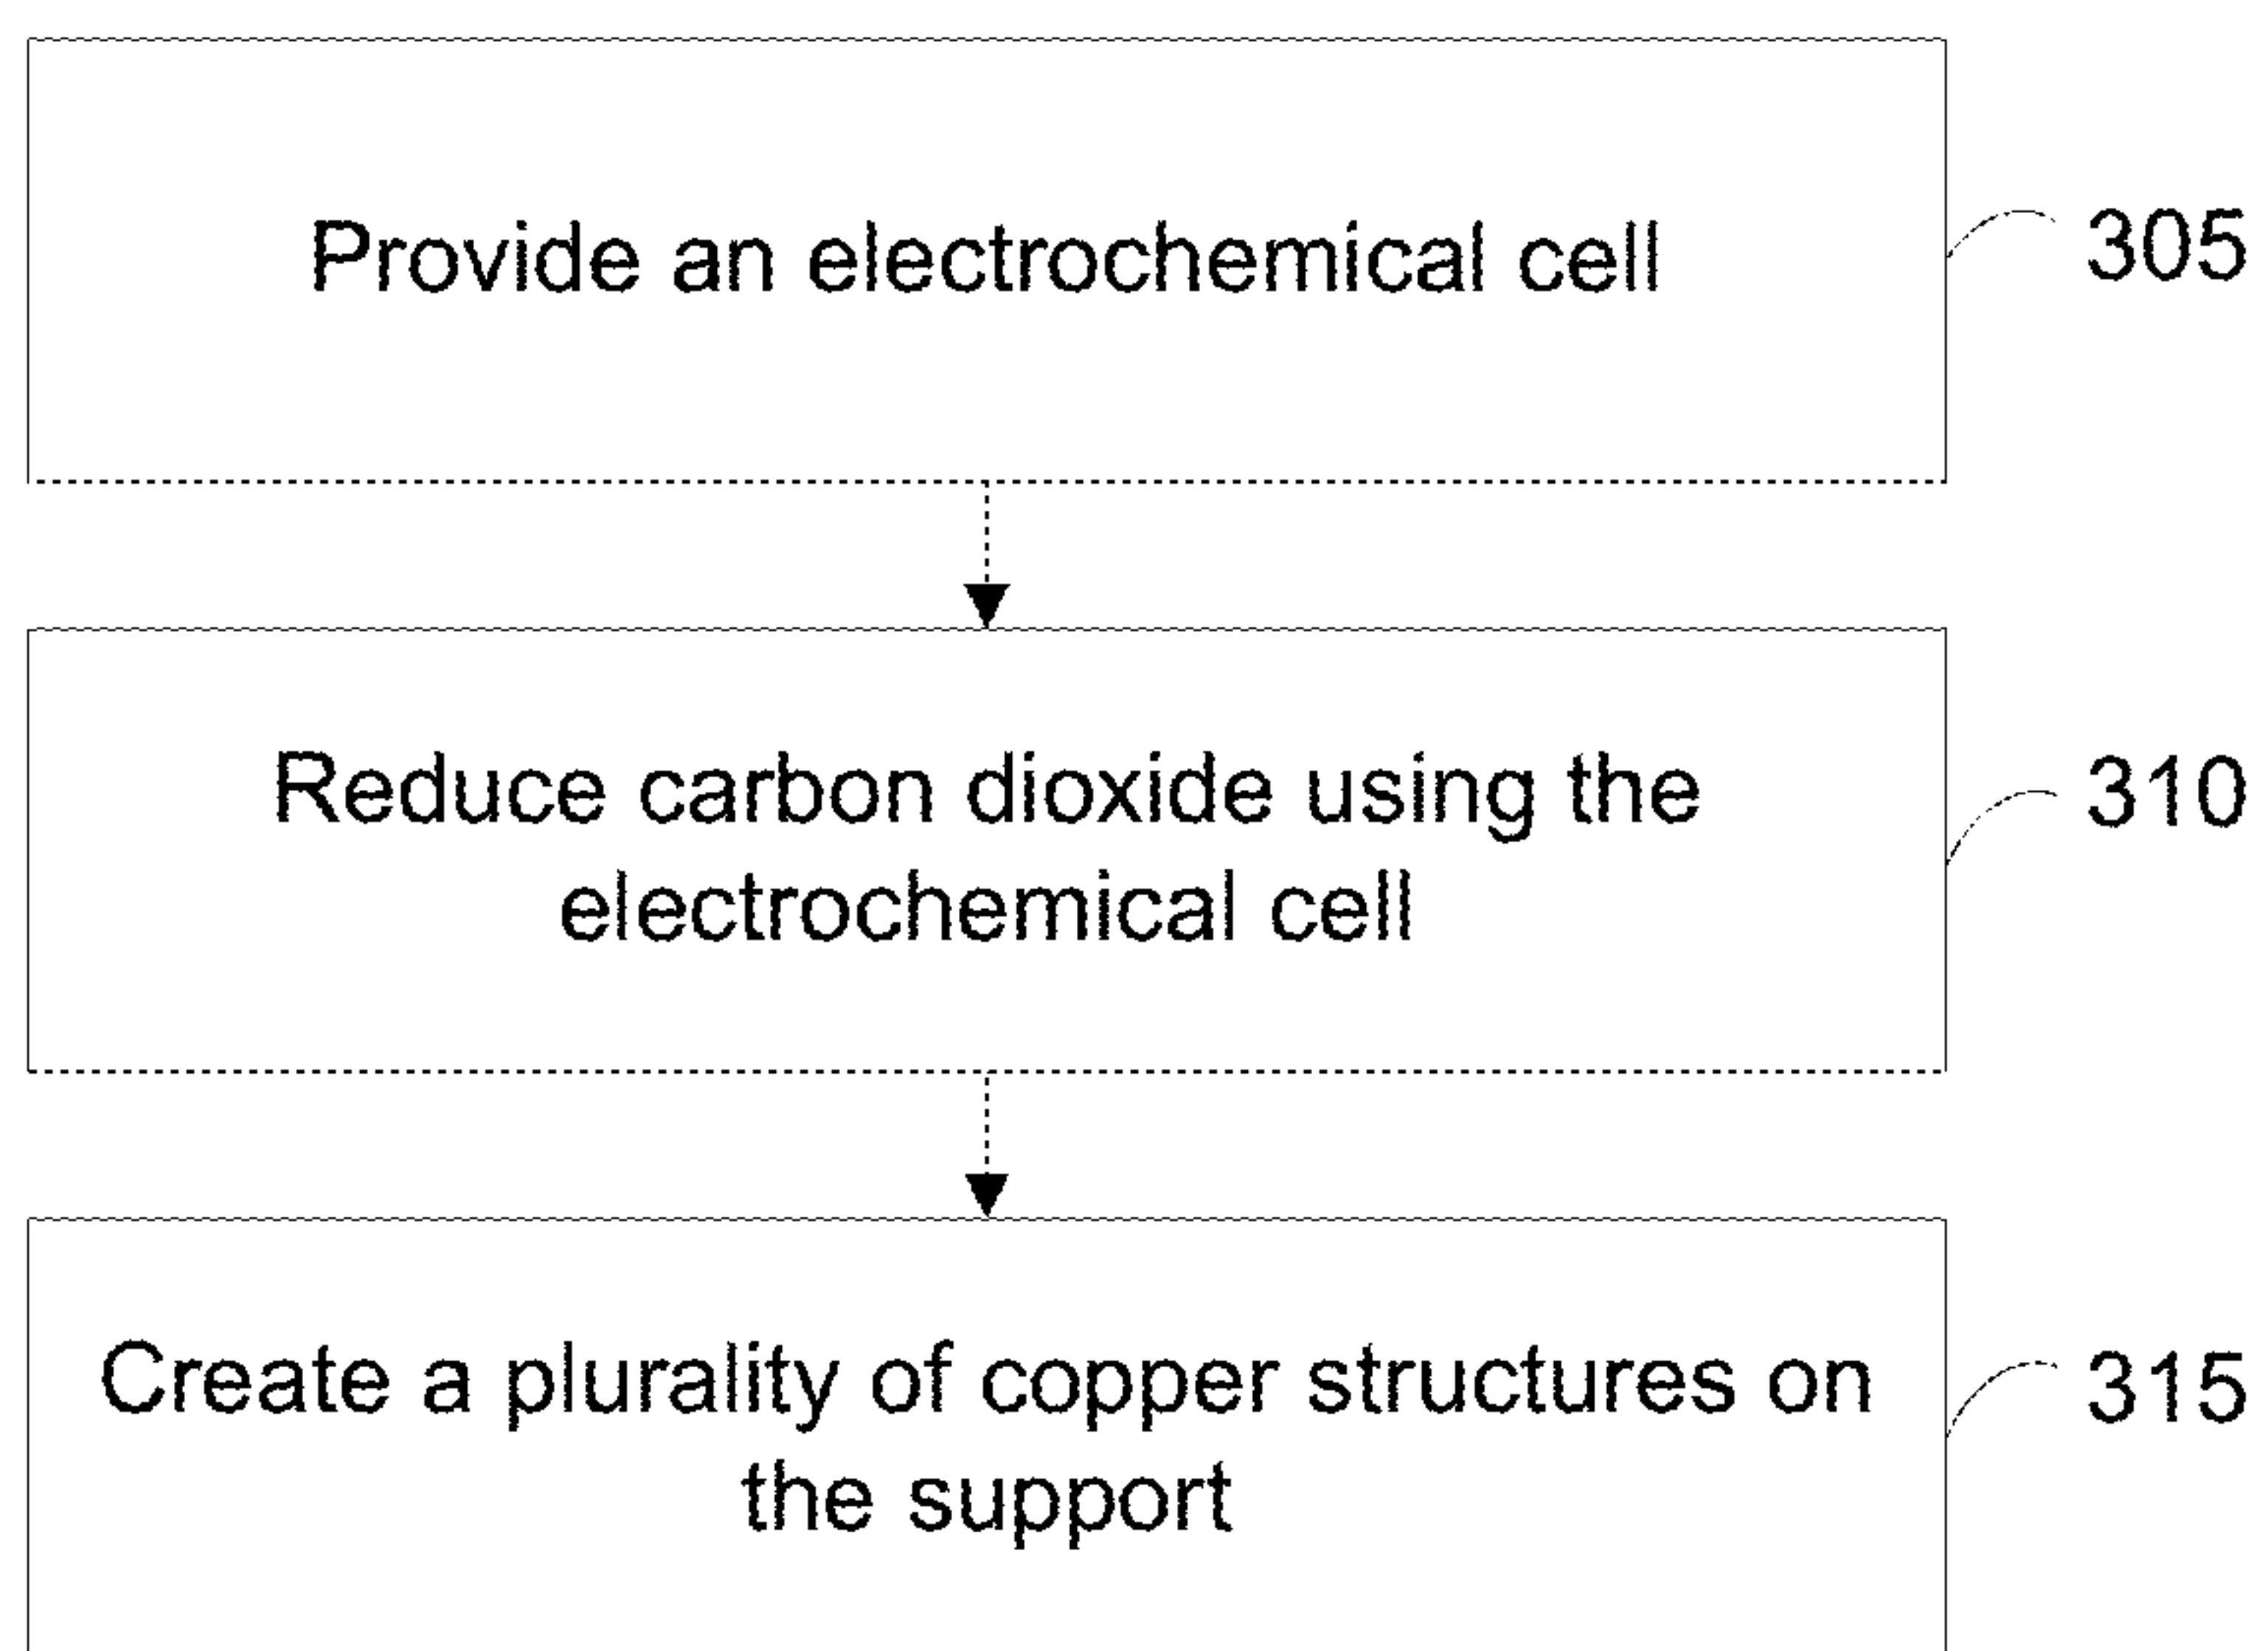 Provide an electrochemical cell
305
Reduce carbon dioxide using the
electrochemical cell
310
Create a plurality of copper structures on
the support
315